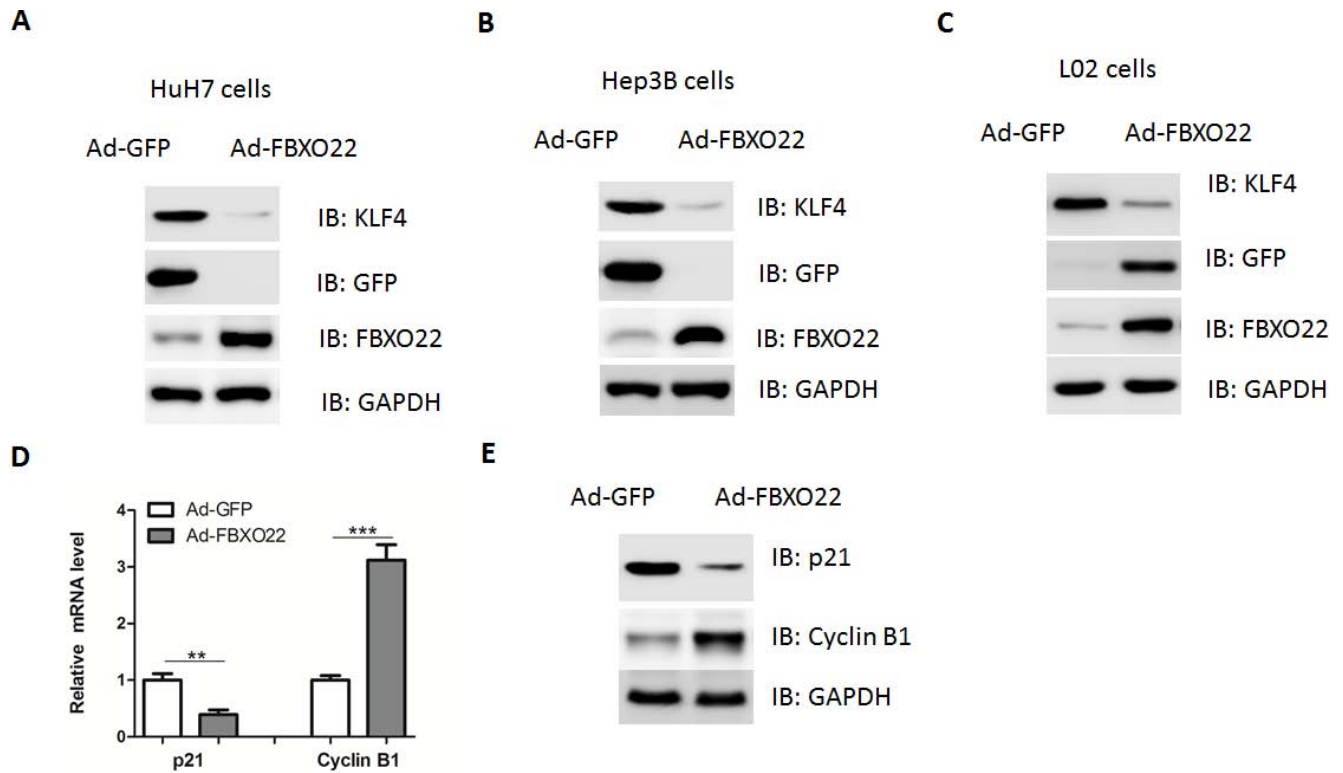 A
HuH7 cells
Ad-GFP Ad-FBXO22
IB: KLF4
IB: GFP
IB: FBXO22
IB: GAPDH
B
Hep3B cells
Ad-GFP Ad-FBXO22
IB: KLF4
IB: GFP
IB: FBXO22
IB: GAPDH
C
L02 cells
Ad-GFP Ad-FBXO22
IB: KLF4
IB: GFP
IB: FBXO22
IB: GAPDH
D
Relative mRNA level
4
3
2
1
0
Ad-GFP
Ad-FBXO22
**
***
p21 Cyclin B1
E
Ad-GFP Ad-FBXO22
IB: p21
IB: Cyclin B1
IB: GAPDH